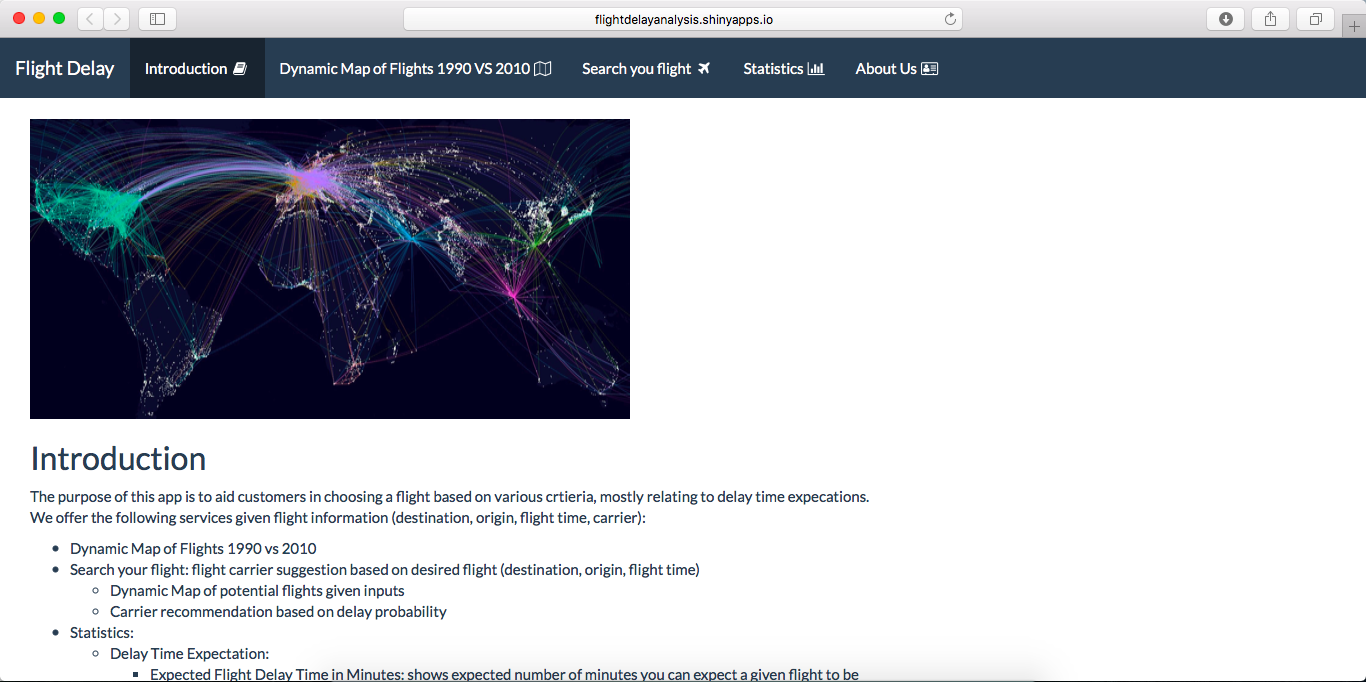 flightdelayanalysis.shinyapps.io
Flight Delay Introduction Dynamic Map of Flights 1990 VS 2010 Search you flight Statistics About Us
Introduction
The purpose of this app is to aid customers in choosing a flight based on various crtieria, mostly relating to delay time expecations.
We offer the following services given flight information (destination, origin, flight time, carrier):
Dynamic Map of Flights 1990 vs 2010
Search your flight: flight carrier suggestion based on desired flight (destination, origin, flight time)
Dynamic Map of potential flights given inputs
Carrier recommendation based on delay probability
Statistics:
Delay Time Expectation:
Expected Flight Delay Time in Minutes: shows expected number of minutes you can expect a given flight to be